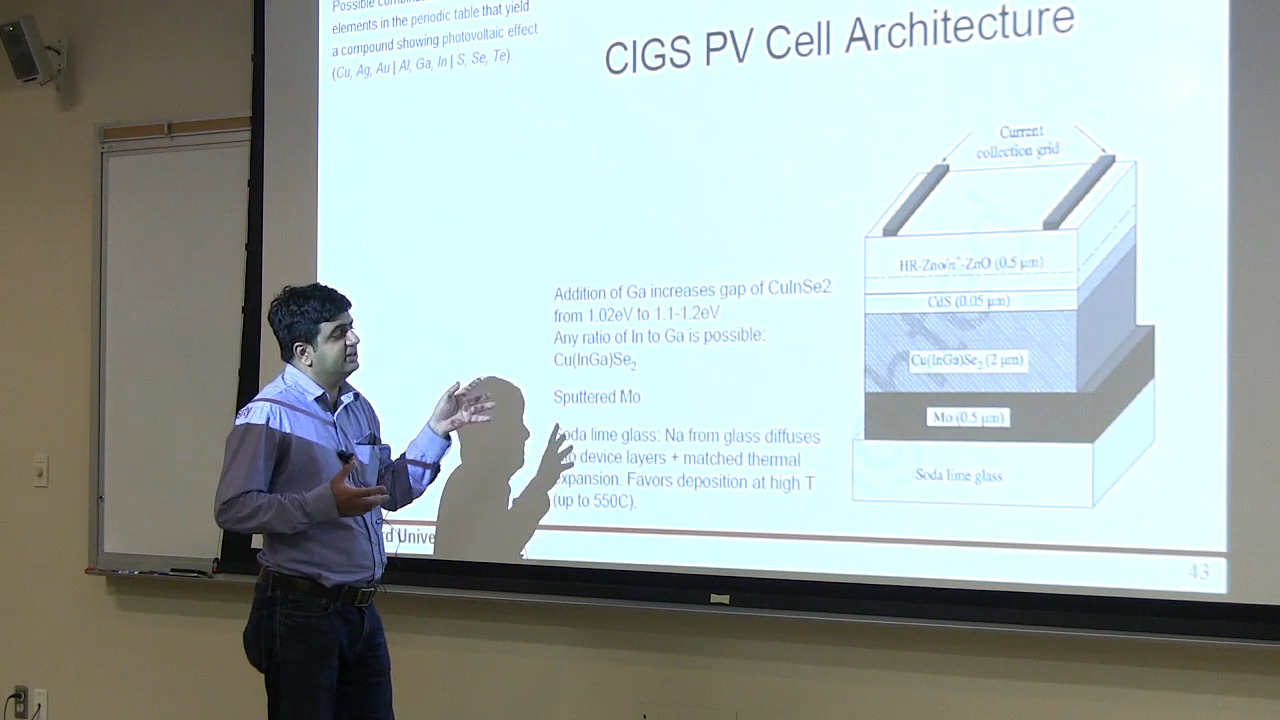 elements in the periodic table that yield
a compound showing photovoltaic effect
(Cu, Ag, Au | Al, Ga, In | S, Se, Te).
CIGS PV Cell Architecture
Current
collection grid
HR-Zno/n⁺-ZnO (0.5 µm)
CdS (0.05 µm)
Cu(InGa)Se₂ (2 µm)
Mo (0.5 µm)
Soda lime glass
Addition of Ga increases gap of CuInSe2
from 1.02eV to 1.1-1.2eV
Any ratio of In to Ga is possible:
Cu(InGa)Se₂
Sputtered Mo
oda lime glass: Na from glass diffuses
device layers + matched thermal
xpansion. Favors deposition at high T
(up to 550C).
d Unive
43